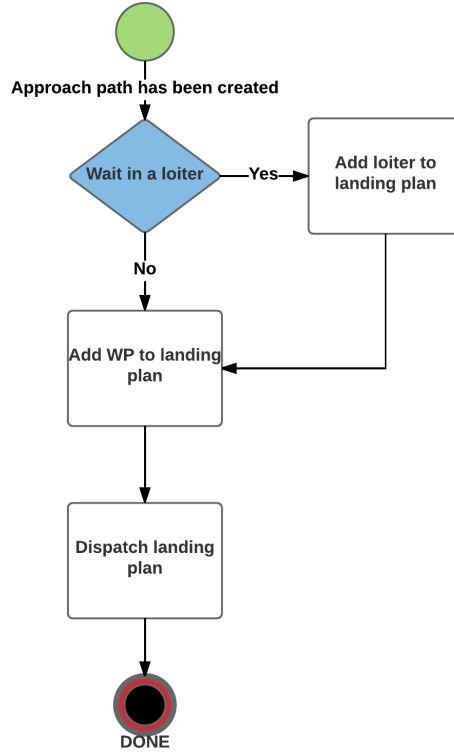 Approach path has been created
Wait in a loiter
Yes
Add loiter to
landing plan
No
Add WP to landing
plan
Dispatch landing
plan
DONE